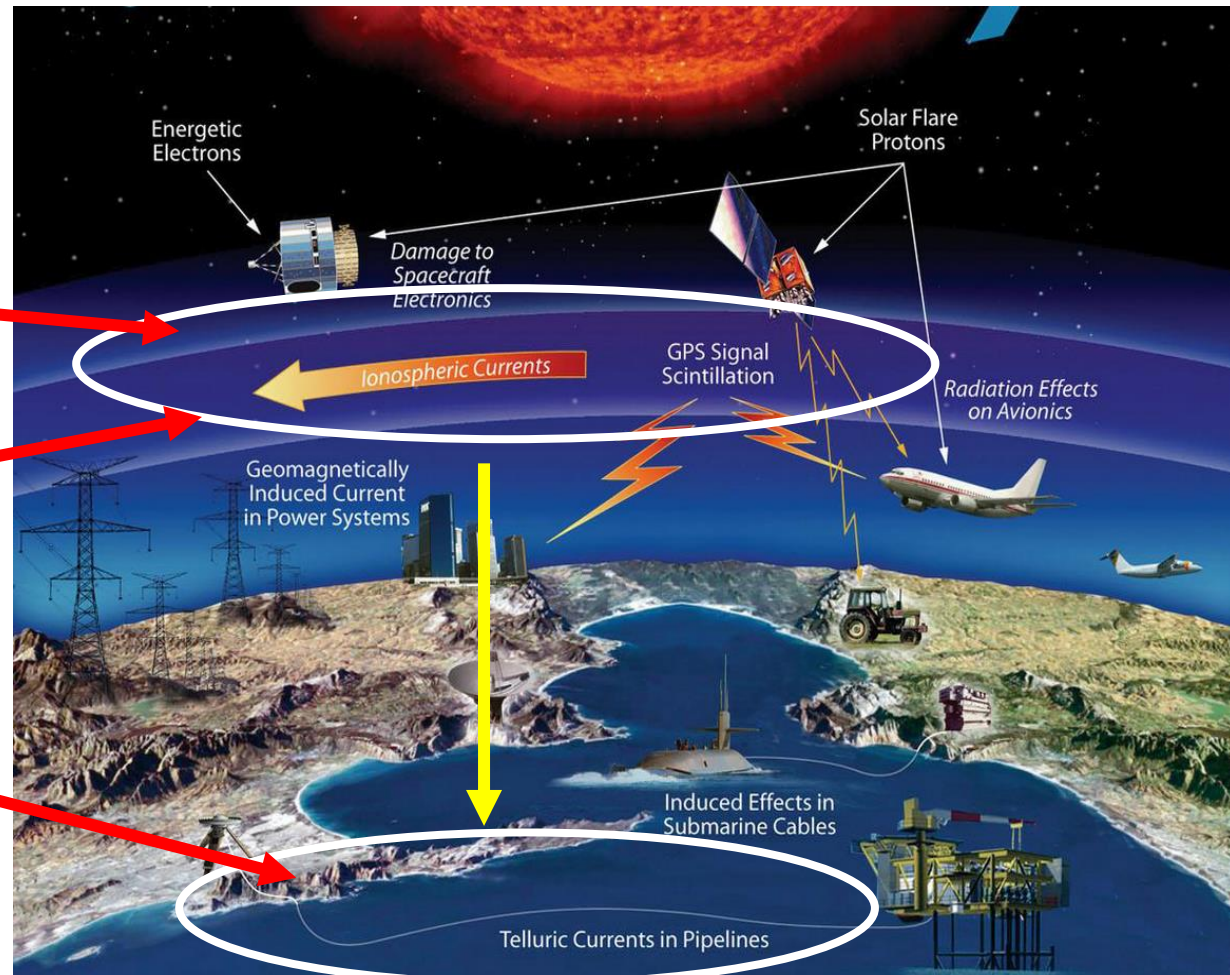 Energetic
Electrons
Solar Flare
Protons
Damage to
Spacecraft
Electronics
Ionospheric Currents
GPS Signal
Scintillation
Radiation Effects
on Avionics
Geomagnetically
Induced Current
in Power Systems
Induced Effects in
Submarine Cables
Telluric Currents in Pipelines